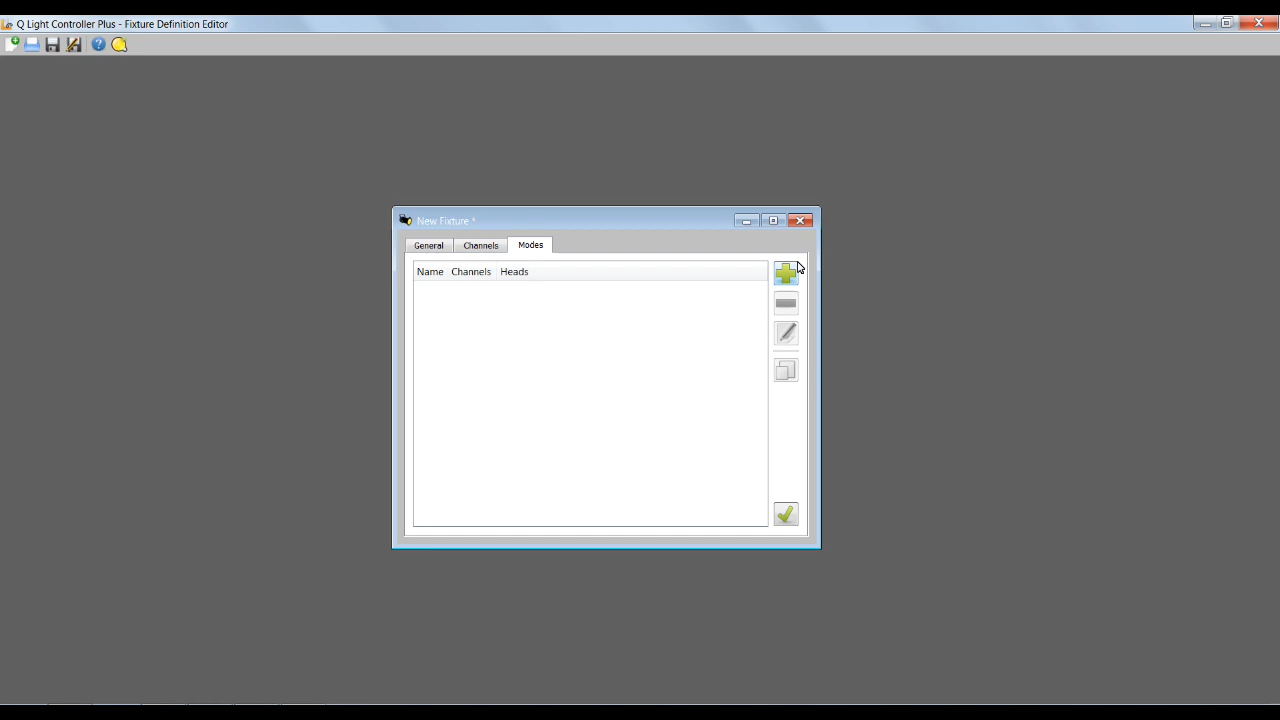 Q Light Controller Plus - Fixture Definition Editor
New Fixture *
General Channels Modes
Name Channels Heads